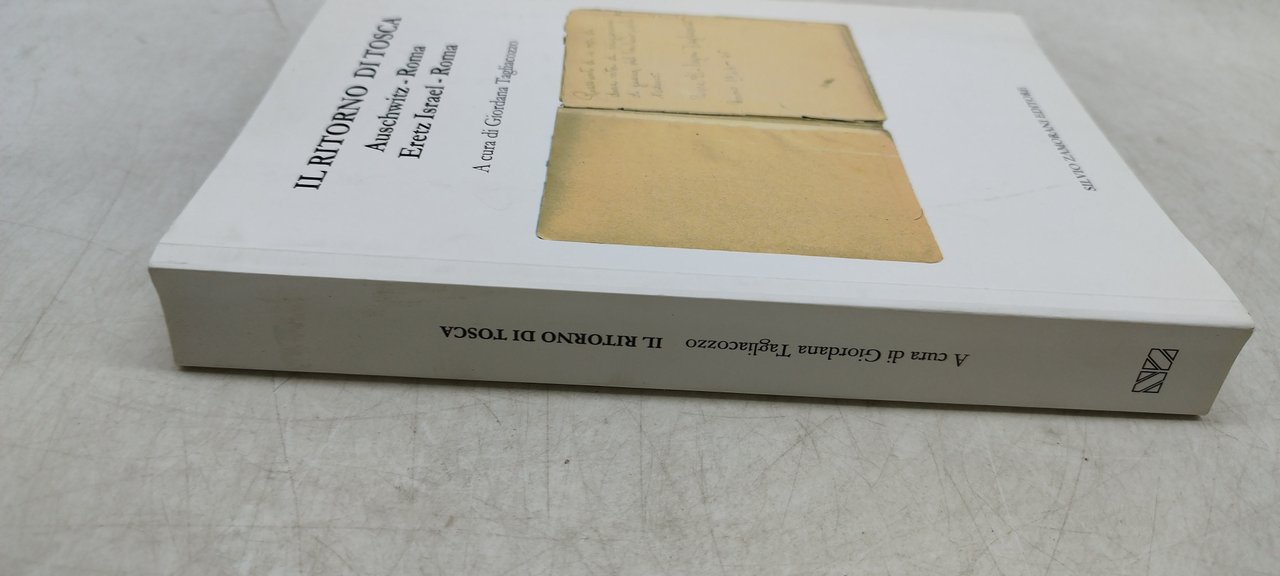 IL RITORNO DI TOSCA
Auschwitz - Roma
Eretz Israel - Roma
A cura di Giordana Tagliacozzo
SILVIO ZAMORANI EDITORE
A cura di Giordana Tagliacozzo IL RITORNO DI TOSCA